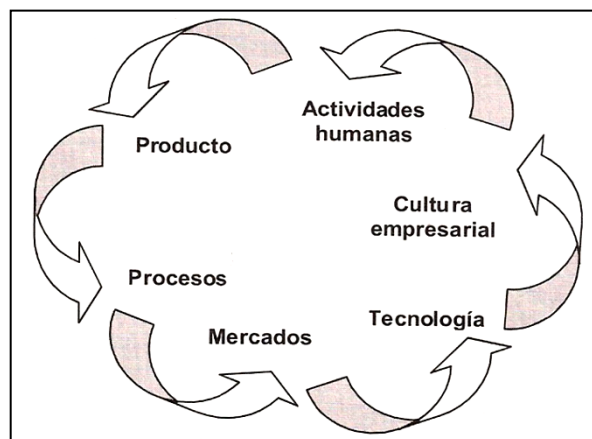 Actividades
humanas
Producto
Cultura
empresarial
Procesos
Tecnología
Mercados